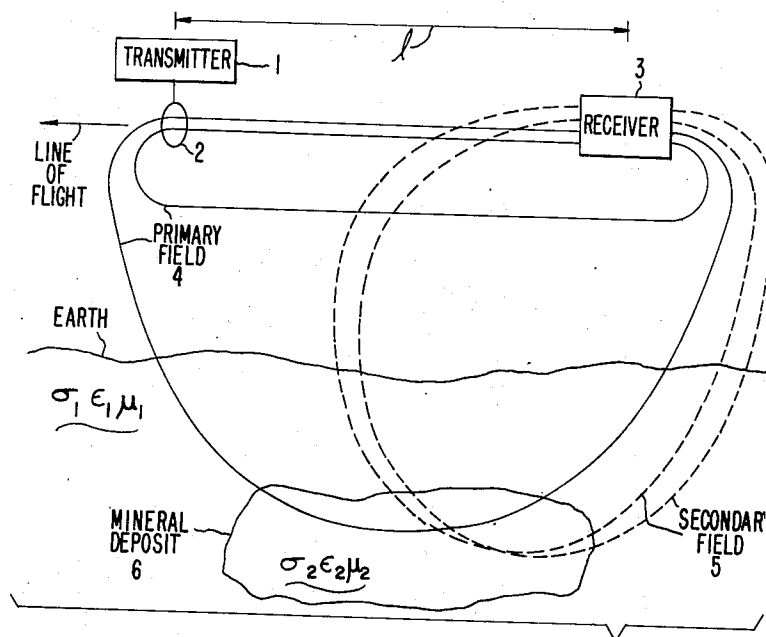 l
TRANSMITTER
1
3
RECEIVER
2
LINE
OF
FLIGHT
PRIMARY
FIELD
4
EARTH
σ₁ ϵ₁ μ₁
MINERAL
DEPOSIT
6
σ₂ ϵ₂ μ₂
SECONDAR
FIELD
5